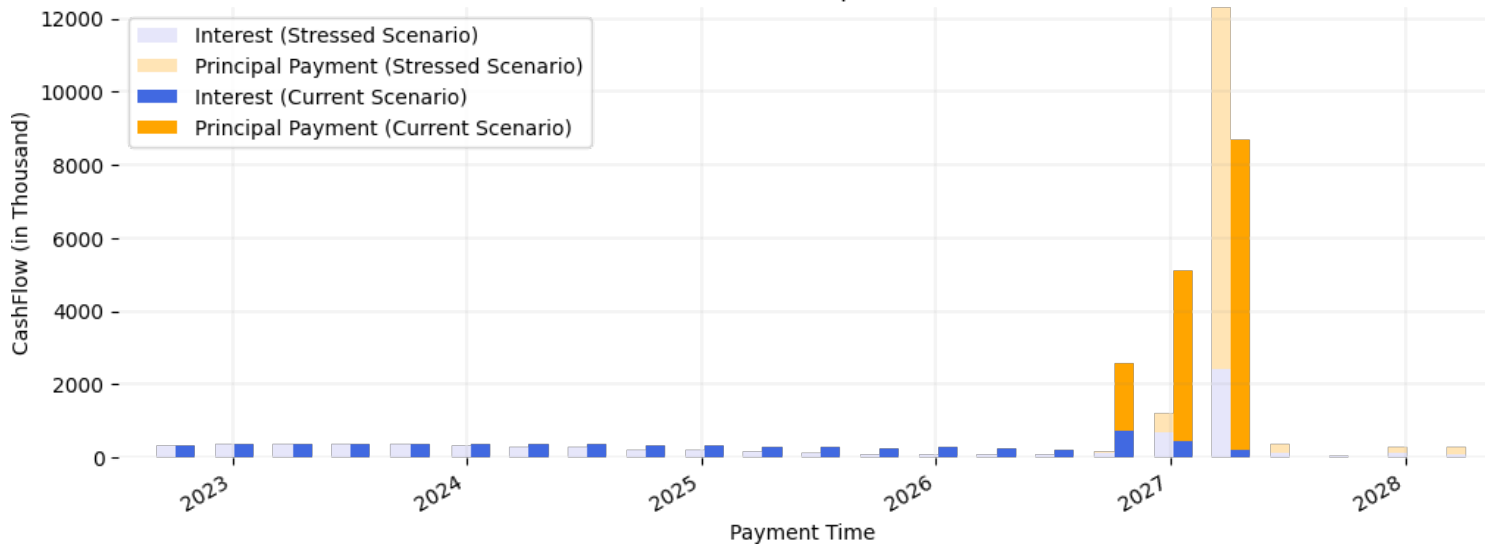 12000
10000
8000
6000
4000
2000
0
CashFlow (in Thousand)
Interest (Stressed Scenario)
Principal Payment (Stressed Scenario)
Interest (Current Scenario)
Principal Payment (Current Scenario)
2023
2024
2025
2026
2027
2028
Payment Time